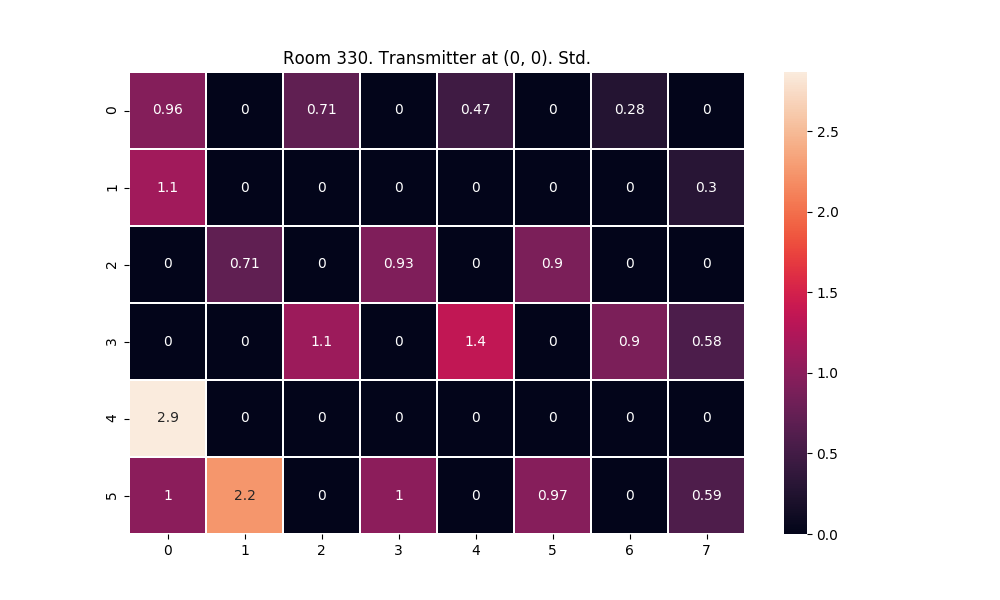 Room 330. Transmitter at (0, 0). Std.
0 0.96 0 0.71 0 0.47 0 0.28 0
1 1.1 0 0 0 0 0 0 0.3
2 0 0.71 0 0.93 0 0.9 0 0
3 0 0 1.1 0 1.4 0 0.9 0.58
4 2.9 0 0 0 0 0 0 0
5 1 2.2 0 1 0 0.97 0 0.59
0 1 2 3 4 5 6 7
2.5
2.0
1.5
1.0
0.5
0.0